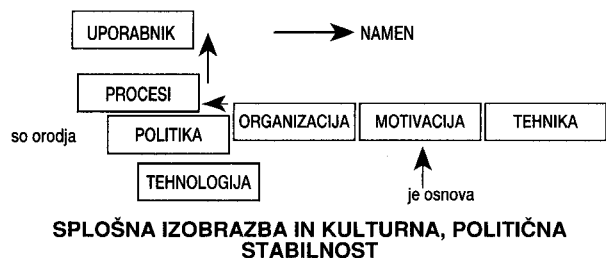 UPORABNIK
NAMEN
PROCESI
ORGANIZACIJA
MOTIVACIJA
TEHNIKA
so orodja
POLITIKA
TEHNOLOGIJA
je osnova
SPLOŠNA IZOBRAZBA IN KULTURNA, POLITIČNA
STABILNOST